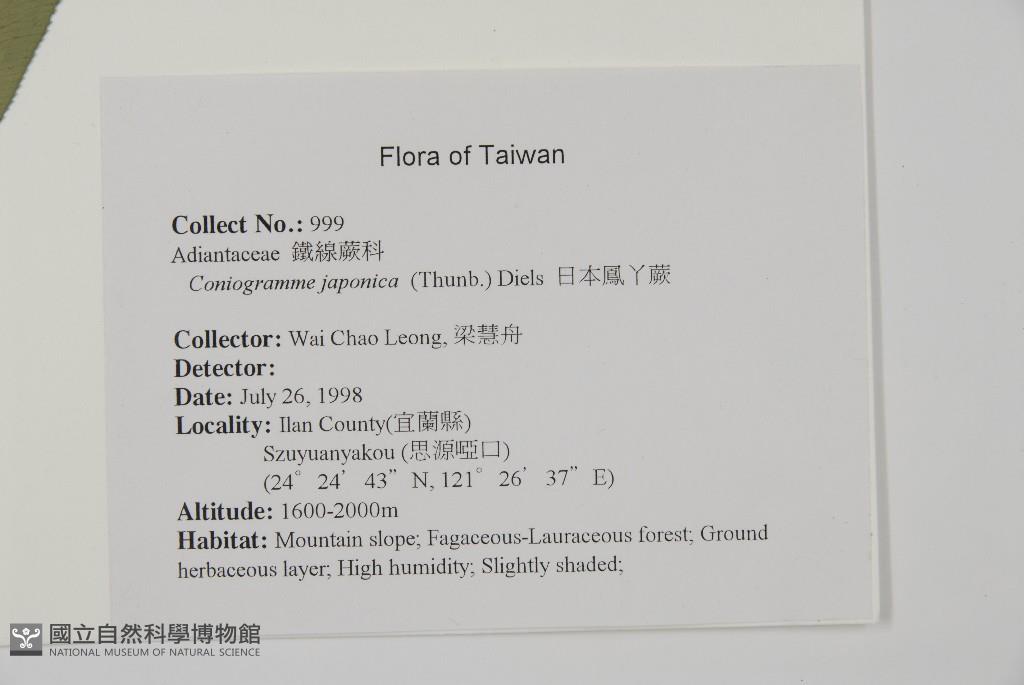 Flora of Taiwan
Collect No.: 999
Adiantaceae 鐵線蕨科
Coniogramme japonica (Thunb.) Diels 日本鳳丫蕨
Collector: Wai Chao Leong, 梁慧舟
Detector:
Date: July 26, 1998
Locality: Ilan County(宜蘭縣)
Szuyuanyakou (思源啞口)
(24° 24’ 43” N, 121° 26’ 37” E)
Altitude: 1600-2000m
Habitat: Mountain slope; Fagaceous-Lauraceous forest; Ground
herbaceous layer; High humidity; Slightly shaded;
國立自然科學博物館
NATIONAL MUSEUM OF NATURAL SCIENCE